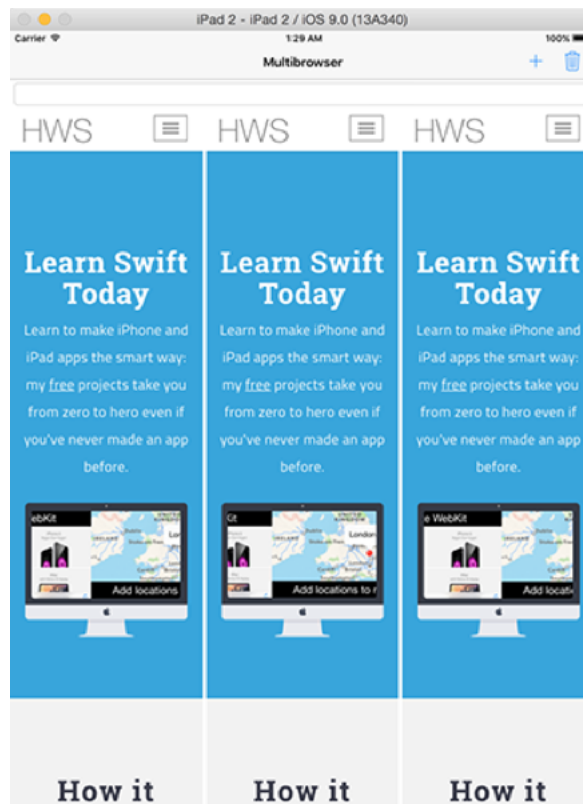 iPad 2 - iPad 2 / iOS 9.0 (13A340)
Carrier 1:29 AM 100%
Multibrowser
HWS HWS HWS
Learn Swift
Today
Learn to make iPhone and
iPad apps the smart way:
my free projects take you
from zero to hero even if
you've never made an app
before.
ebKit
Add locations
Learn Swift
Today
Learn to make iPhone and
iPad apps the smart way:
my free projects take you
from zero to hero even if
you've never made an app
before.
Kit
London
Add locations to
Learn Swift
Today
Learn to make iPhone and
iPad apps the smart way:
my free projects take you
from zero to hero even if
you've never made an app
before.
e WebKit
Add locati
How it How it How it